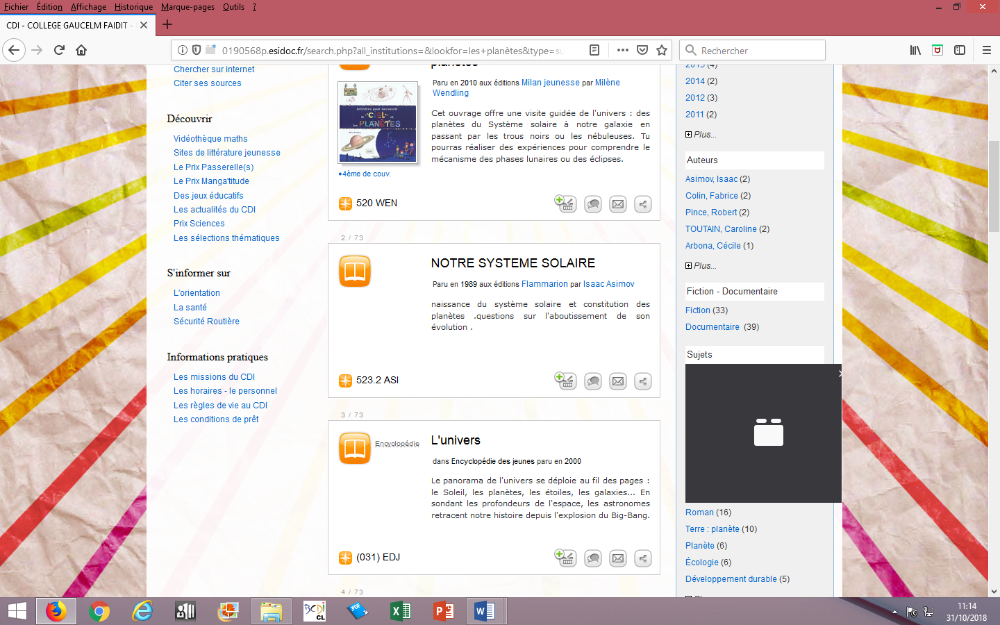 Fichier Édition Affichage Historique Marque-pages Outils ?
CDI - COLLEGE GAUCELM FAIDIT -
0190568p.esidoc.fr/search.php?all_institutions=&lookfor=les+planètes&type=su
Rechercher
Chercher sur internet
Citer ses sources
Découvrir
Vidéothèque maths
Sites de littérature jeunesse
Le Prix Passerelle(s)
Le Prix Manga'titude
Des jeux éducatifs
Les actualités du CDI
Prix Sciences
Les sélections thématiques
S'informer sur
L'orientation
La santé
Sécurité Routière
Informations pratiques
Les missions du CDI
Les horaires - le personnel
Les règles de vie au CDI
Les conditions de prêt
planètes
Paru en 2010 aux éditions Milan jeunesse par Milène
Wendling
Activités pour découvrir
le CIEL et
les PLANÈTES
Cet ouvrage offre une visite guidée de l'univers : des
planètes du Système solaire à notre galaxie en
passant par les trous noirs ou les nébuleuses. Tu
pourras réaliser des expériences pour comprendre le
mécanisme des phases lunaires ou des éclipses.
•4ème de couv.
520 WEN
2 / 73
NOTRE SYSTEME SOLAIRE
Paru en 1989 aux éditions Flammarion par Isaac Asimov
naissance du système solaire et constitution des
planètes .questions sur l'aboutissement de son
évolution .
523.2 ASI
3 / 73
Encyclopédie
L'univers
dans Encyclopédie des jeunes paru en 2000
Le panorama de l'univers se déploie au fil des pages :
le Soleil, les planètes, les étoiles, les galaxies... En
sondant les profondeurs de l'espace, les astronomes
retracent notre histoire depuis l'explosion du Big-Bang.
(031) EDJ
4 / 73
2014 (2)
2012 (3)
2011 (2)
Plus...
Auteurs
Asimov, Isaac (2)
Colin, Fabrice (2)
Pince, Robert (2)
TOUTAIN, Caroline (2)
Arbona, Cécile (1)
Plus...
Fiction - Documentaire
Fiction (33)
Documentaire (39)
Sujets
Roman (16)
Terre : planète (10)
Planète (6)
Écologie (6)
Développement durable (5)
BCDI
CL
PDF
11:14
31/10/2018